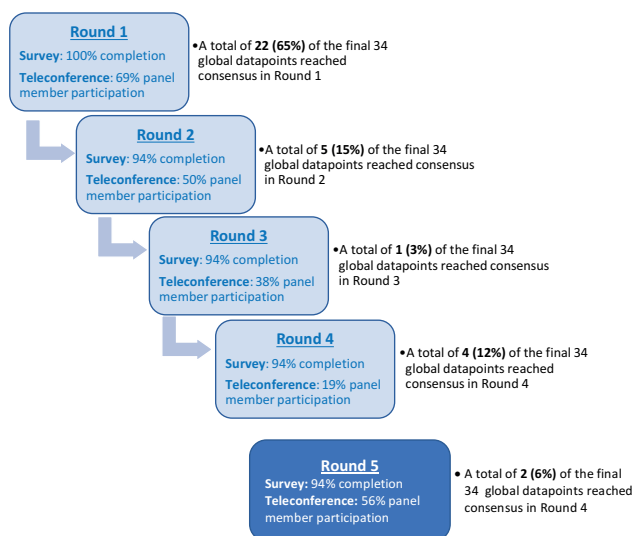 Round 1
Survey: 100% completion
Teleconference: 69% panel
member participation
•A total of 22 (65%) of the final 34
global datapoints reached
consensus in Round 1
Round 2
Survey: 94% completion
Teleconference: 50% panel
member participation
•A total of 5 (15%) of the final 34
global datapoints reached consensus
in Round 2
Round 3
Survey: 94% completion
Teleconference: 38% panel
member participation
•A total of 1 (3%) of the final 34
global datapoints reached consensus
in Round 3
Round 4
Survey: 94% completion
Teleconference: 19% panel
member participation
•A total of 4 (12%) of the final 34
global datapoints reached
consensus in Round 4
Round 5
Survey: 94% completion
Teleconference: 56% panel
member participation
• A total of 2 (6%) of the final
34 global datapoints reached
consensus in Round 4